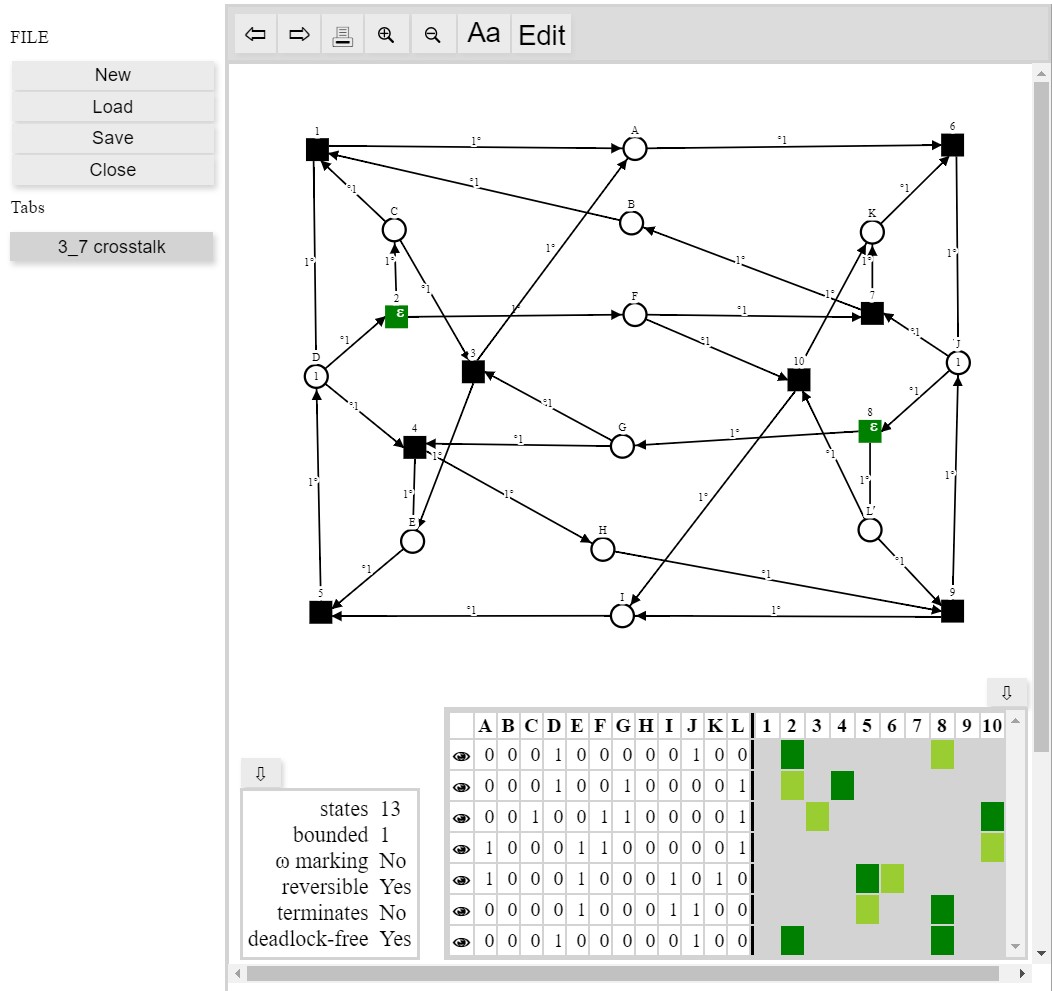 FILE
New
Load
Save
Close
Tabs
3_7 crosstalk
Aa Edit
1 1° A °1 6
°1 °1 C B K °1
1° 1° °1 1° 1° 1° 1°
2 ε 1° F °1 1° 7
°1 3 °1 10 °1 J
D 1 1
°1 °1 °1 8 ε
4 °1 G 1°
1° 1° 1° 1° °1 1° 1°
E H L'
°1 °1 °1
5 °1 I 1° 9
A B C D E F G H I J K L 1 2 3 4 5 6 7 8 9 10
0 0 0 1 0 0 0 0 0 1 0 0
0 0 0 1 0 0 1 0 0 0 0 1
0 0 1 0 0 1 1 0 0 0 0 1
1 0 0 0 1 1 0 0 0 0 0 1
1 0 0 0 1 0 0 0 1 0 1 0
0 0 0 0 1 0 0 0 1 1 0 0
0 0 0 1 0 0 0 0 0 1 0 0
states 13
bounded 1
ω marking No
reversible Yes
terminates No
deadlock-free Yes